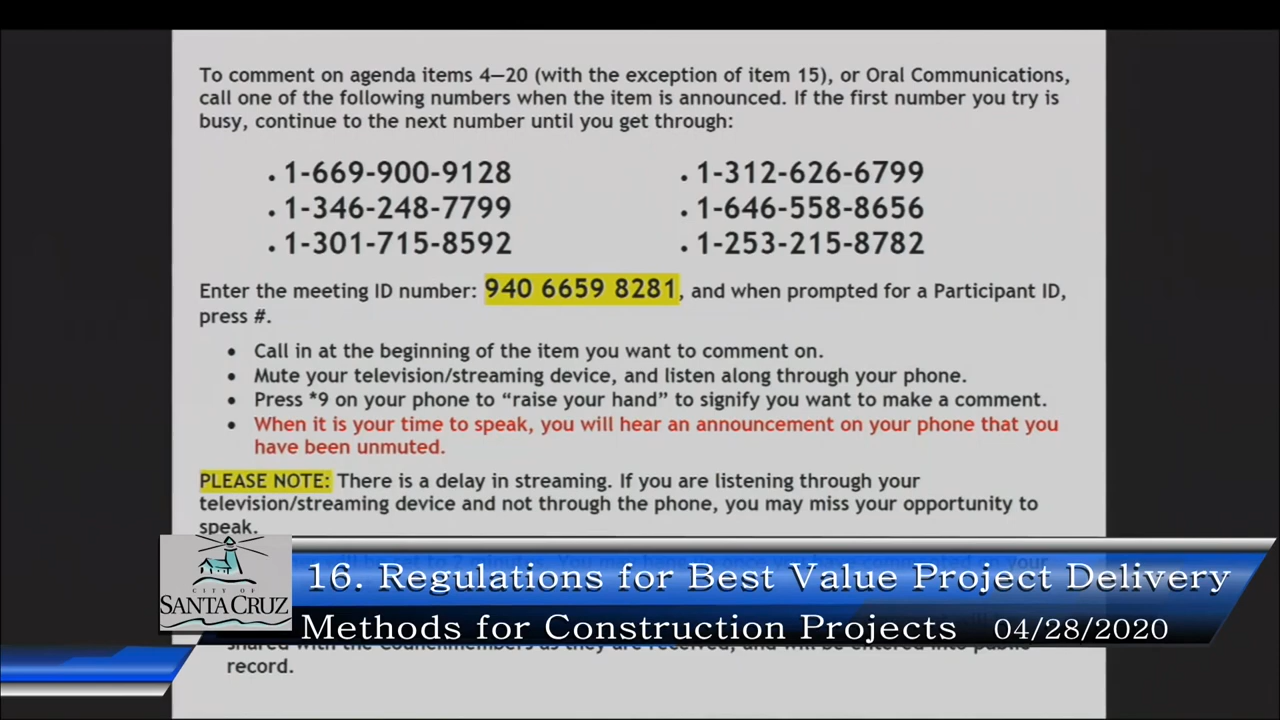 To comment on agenda items 4—20 (with the exception of item 15), or Oral Communications,
call one of the following numbers when the item is announced. If the first number you try is
busy, continue to the next number until you get through:
• 1-669-900-9128
• 1-312-626-6799
• 1-346-248-7799
• 1-646-558-8656
• 1-301-715-8592
• 1-253-215-8782
Enter the meeting ID number: 940 6659 8281, and when prompted for a Participant ID,
press #.
• Call in at the beginning of the item you want to comment on.
• Mute your television/streaming device, and listen along through your phone.
• Press *9 on your phone to “raise your hand” to signify you want to make a comment.
• When it is your time to speak, you will hear an announcement on your phone that you
have been unmuted.
PLEASE NOTE: There is a delay in streaming. If you are listening through your
television/streaming device and not through the phone, you may miss your opportunity to
speak.
CITY OF
SANTA CRUZ
16. Regulations for Best Value Project Delivery
Methods for Construction Projects 04/28/2020
shared with the Councilmembers as they are received, and will be entered into public
record.